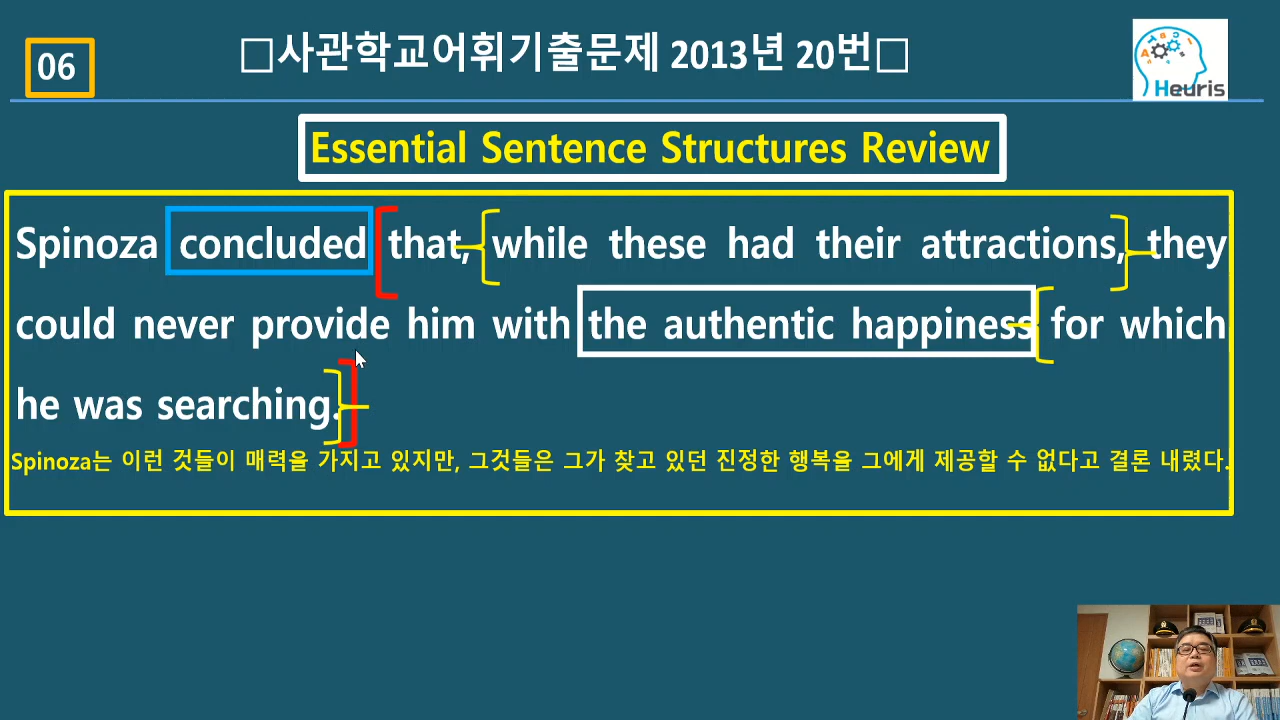 06
□사관학교어휘기출문제 2013년 20번□
Heuris
Essential Sentence Structures Review
Spinoza concluded that, while these had their attractions, they
could never provide him with the authentic happiness for which
he was searching.
Spinoza는 이런 것들이 매력을 가지고 있지만, 그것들은 그가 찾고 있던 진정한 행복을 그에게 제공할 수 없다고 결론 내렸다.